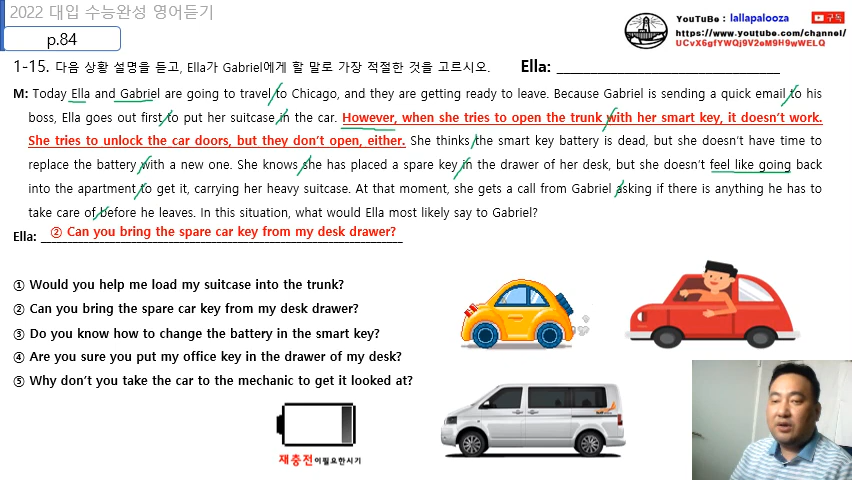 2022 대입 수능완성 영어듣기
p.84
YouTuBe : lallapalooza
구독
https://www.youtube.com/channel/
UCvX6gfYWQj9V2eM9H9wWELQ
1-15. 다음 상황 설명을 듣고, Ella가 Gabriel에게 할 말로 가장 적절한 것을 고르시오. Ella: ______________________________
M: Today Ella and Gabriel are going to travel to Chicago, and they are getting ready to leave. Because Gabriel is sending a quick email to his
boss, Ella goes out first to put her suitcase in the car. However, when she tries to open the trunk with her smart key, it doesn't work.
She tries to unlock the car doors, but they don't open, either. She thinks the smart key battery is dead, but she doesn't have time to
replace the battery with a new one. She knows she has placed a spare key in the drawer of her desk, but she doesn't feel like going back
into the apartment to get it, carrying her heavy suitcase. At that moment, she gets a call from Gabriel asking if there is anything he has to
take care of before he leaves. In this situation, what would Ella most likely say to Gabriel?
Ella: ② Can you bring the spare car key from my desk drawer?
① Would you help me load my suitcase into the trunk?
② Can you bring the spare car key from my desk drawer?
③ Do you know how to change the battery in the smart key?
④ Are you sure you put my office key in the drawer of my desk?
⑤ Why don't you take the car to the mechanic to get it looked at?
재충전이필요한시기